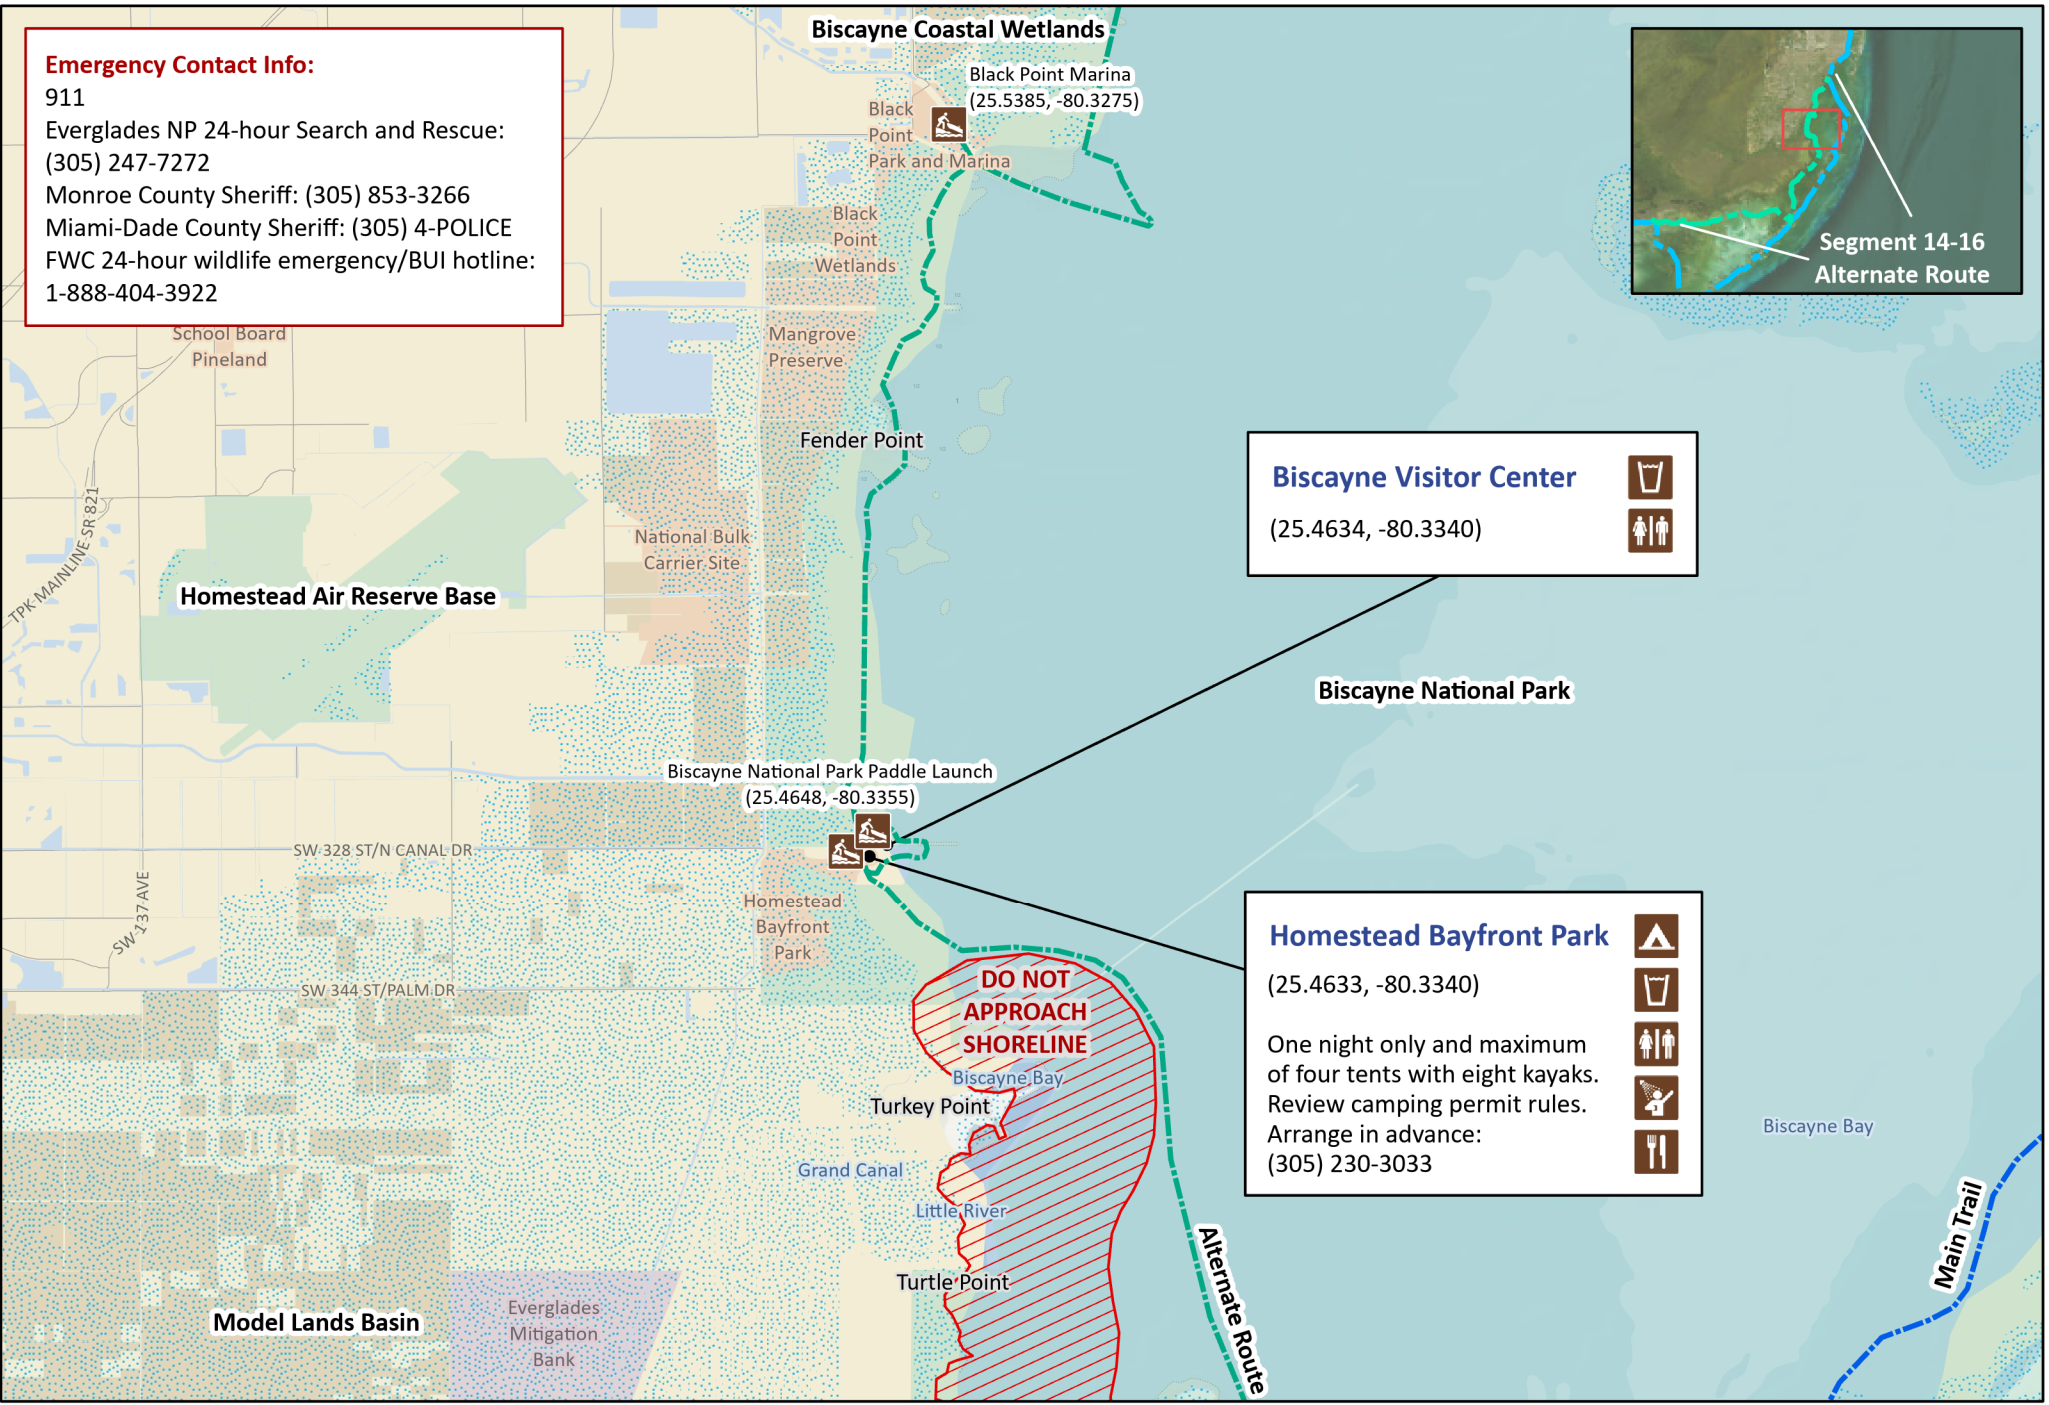 Biscayne Coastal Wetlands
Emergency Contact Info:
911
Everglades NP 24-hour Search and Rescue:
(305) 247-7272
Monroe County Sheriff: (305) 853-3266
Miami-Dade County Sheriff: (305) 4-POLICE
FWC 24-hour wildlife emergency/BUI hotline:
1-888-404-3922
Black Point Marina
(25.5385, -80.3275)
Black
Point
Park and Marina
Segment 14-16
Alternate Route
Black
Point
Wetlands
School Board
Pineland
Mangrove
Preserve
Fender Point
Biscayne Visitor Center
(25.4634, -80.3340)
TPK MAINLINE SR 821
National Bulk
Carrier Site
Homestead Air Reserve Base
Biscayne National Park
Biscayne National Park Paddle Launch
(25.4648, -80.3355)
SW 328 ST/N CANAL DR
SW 137 AVE
Homestead
Bayfront
Park
Homestead Bayfront Park
(25.4633, -80.3340)
One night only and maximum
of four tents with eight kayaks.
Review camping permit rules.
Arrange in advance:
(305) 230-3033
SW 344 ST/PALM DR
DO NOT
APPROACH
SHORELINE
Biscayne Bay
Turkey Point
Biscayne Bay
Grand Canal
Little River
Turtle Point
Alternate Route
Main Trail
Model Lands Basin
Everglades
Mitigation
Bank